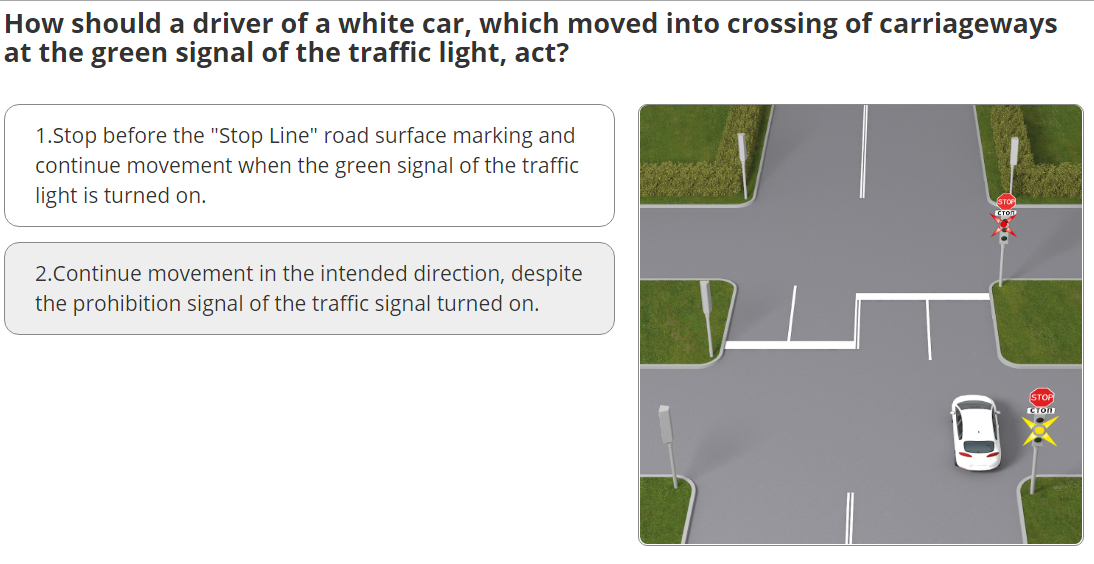 How should a driver of a white car, which moved into crossing of carriageways
at the green signal of the traffic light, act?
1.Stop before the "Stop Line" road surface marking and
continue movement when the green signal of the traffic
light is turned on.
2.Continue movement in the intended direction, despite
the prohibition signal of the traffic signal turned on.
STOP
СТОП
STOP
СТОП